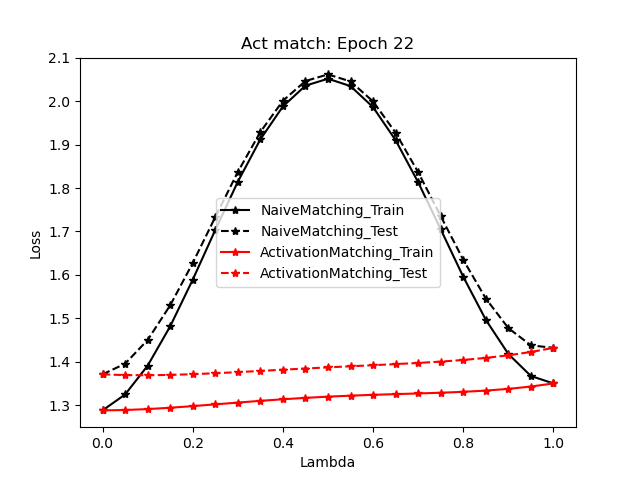 Act match: Epoch 22
Loss
2.1
2.0
1.9
1.8
1.7
1.6
1.5
1.4
1.3
NaiveMatching_Train
NaiveMatching_Test
ActivationMatching_Train
ActivationMatching_Test
0.0 0.2 0.4 0.6 0.8 1.0
Lambda